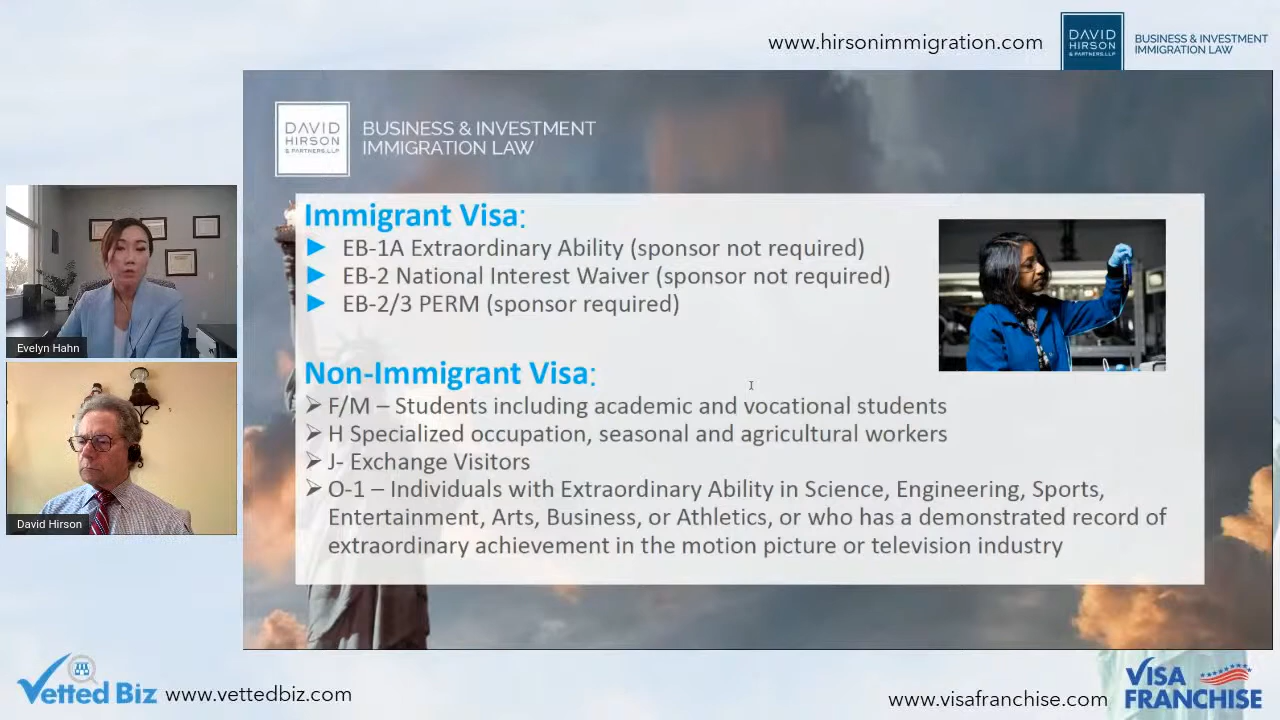 www.hirsonimmigration.com
DAVID
HIRSON
& PARTNERS, LLP
BUSINESS & INVESTMENT
IMMIGRATION LAW
DAVID
HIRSON
& PARTNERS, LLP
BUSINESS & INVESTMENT
IMMIGRATION LAW
Immigrant Visa:
EB-1A Extraordinary Ability (sponsor not required)
EB-2 National Interest Waiver (sponsor not required)
EB-2/3 PERM (sponsor required)
Non-Immigrant Visa:
F/M – Students including academic and vocational students
H Specialized occupation, seasonal and agricultural workers
J- Exchange Visitors
O-1 – Individuals with Extraordinary Ability in Science, Engineering, Sports,
Entertainment, Arts, Business, or Athletics, or who has a demonstrated record of
extraordinary achievement in the motion picture or television industry
Evelyn Hahn
David Hirson
Vetted Biz
www.vettedbiz.com
www.visafranchise.com
VISA
FRANCHISE